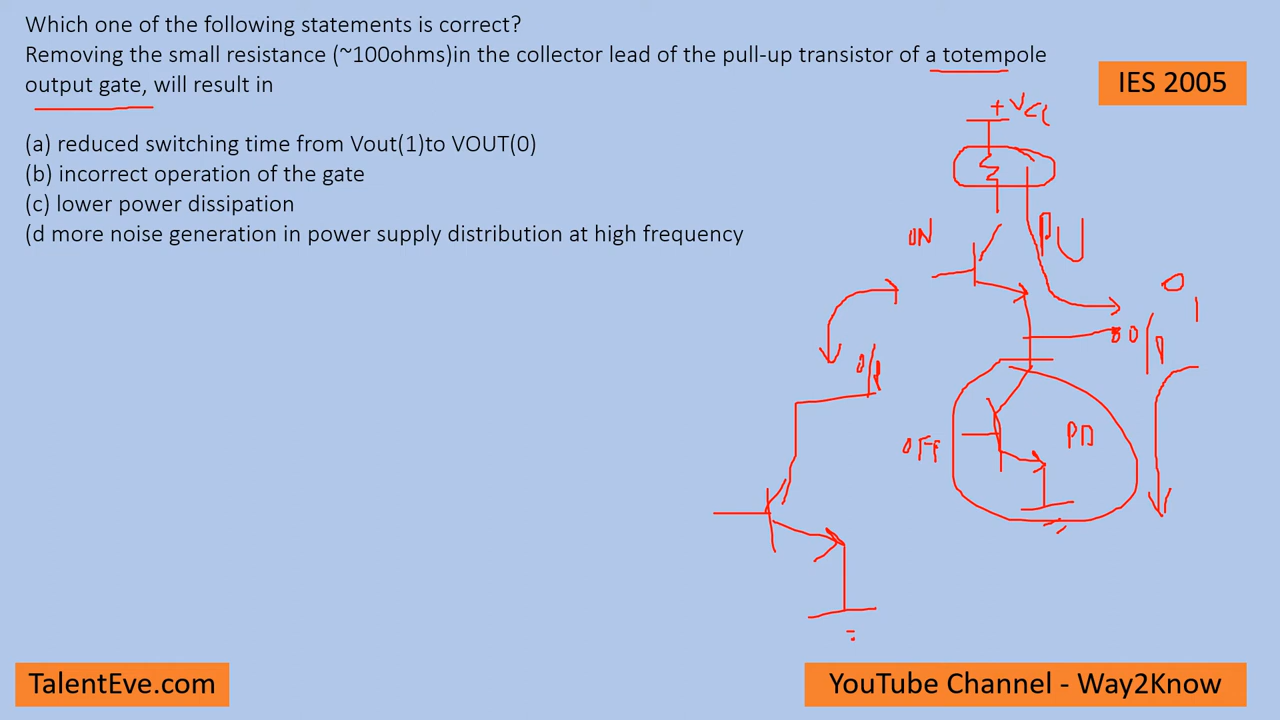 Which one of the following statements is correct?
Removing the small resistance (~100ohms)in the collector lead of the pull-up transistor of a totempole
output gate, will result in
IES 2005
(a) reduced switching time from Vout(1)to VOUT(0)
(b) incorrect operation of the gate
(c) lower power dissipation
(d more noise generation in power supply distribution at high frequency
+VCC
ON
PU
0
1
O/P
O/P
OFF
PD
TalentEve.com
YouTube Channel - Way2Know